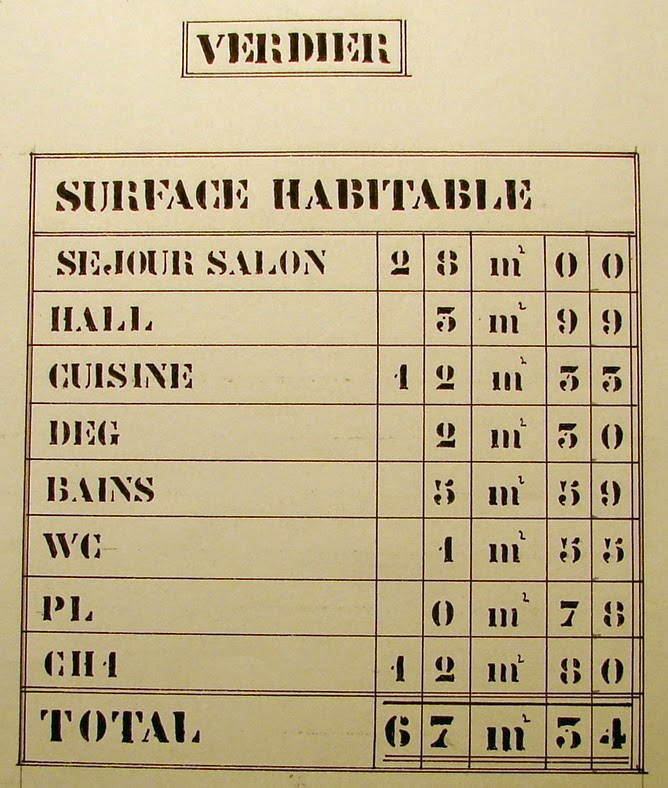 VERDIER
SURFACE HABITABLE
SEJOUR SALON 28 m² 00
HALL 3 m² 99
CUISINE 12 m² 33
DEG 2 m² 30
BAINS 5 m² 59
WC 1 m² 55
PL 0 m² 78
CH1 12 m² 80
TOTAL 67 m² 34